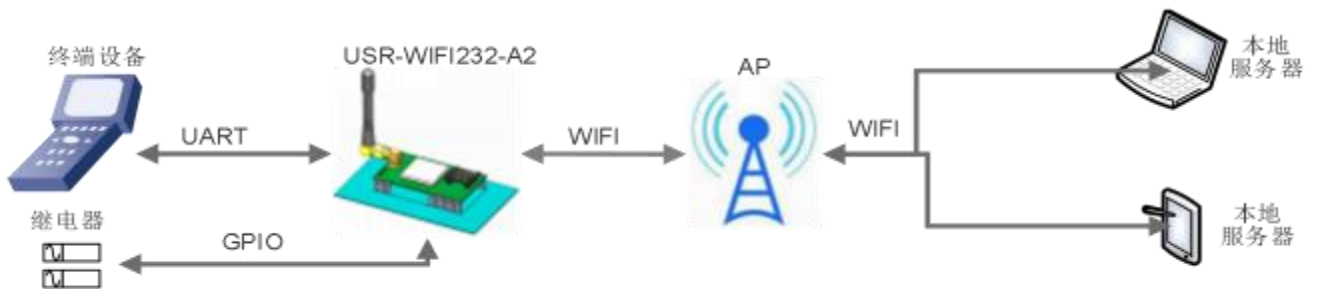 终端设备
USR-WIFI232-A2
AP
本地
服务器
UART
WIFI
WIFI
继电器
GPIO
本地
服务器